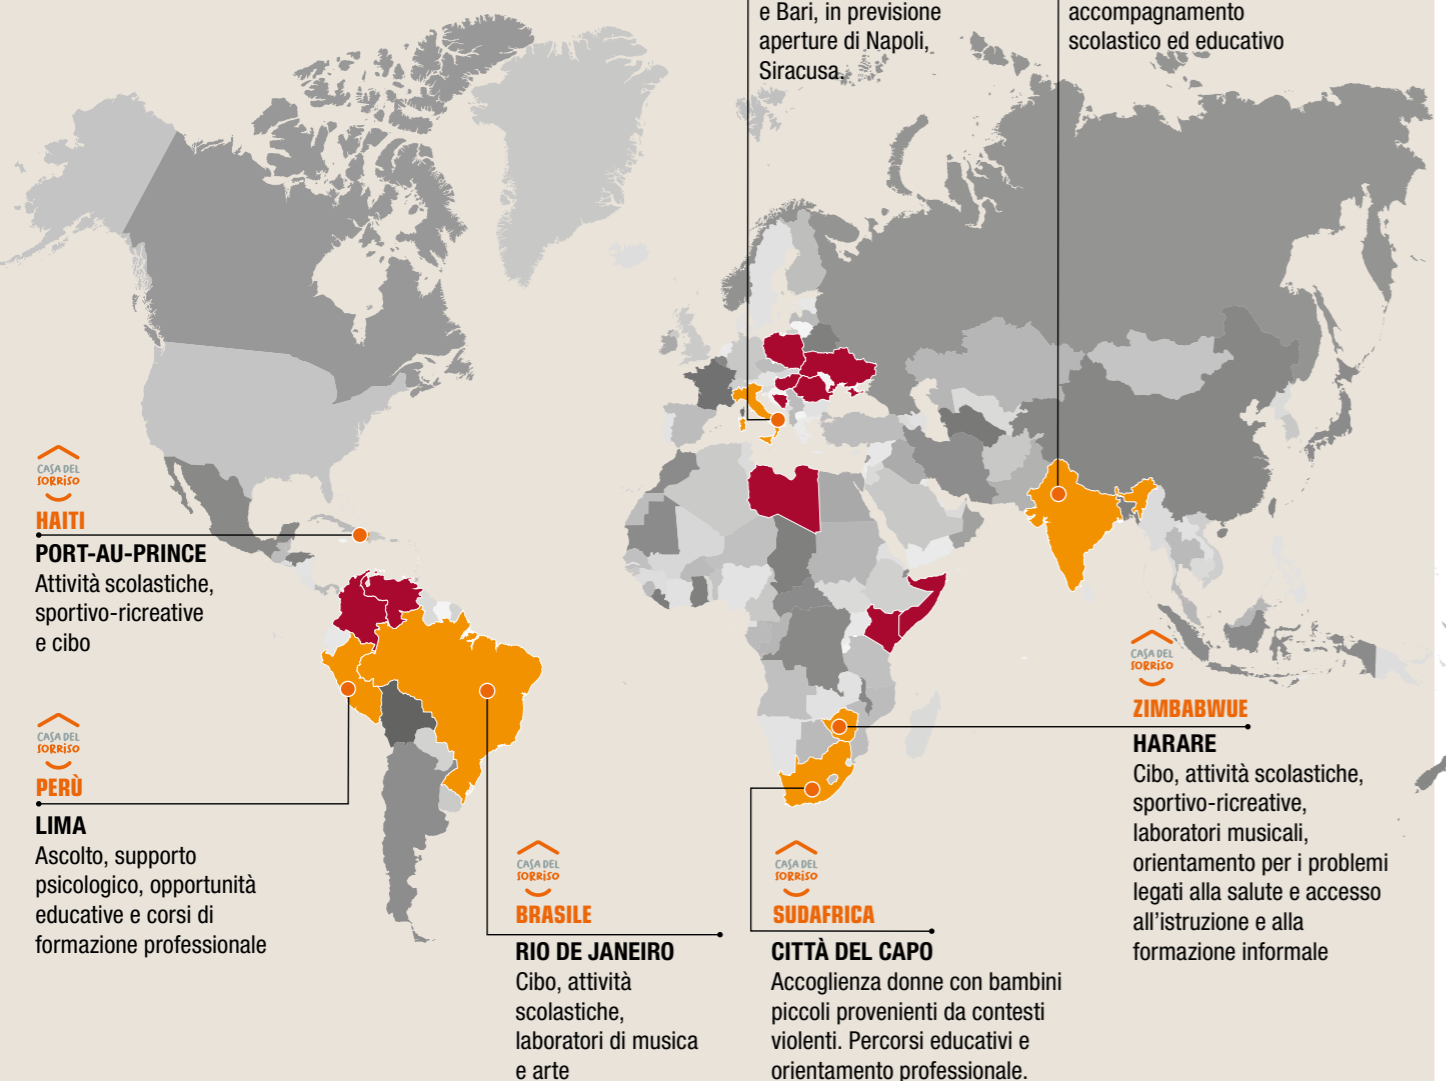 e Bari, in previsione
aperture di Napoli,
Siracusa.
accompagnamento
scolastico ed educativo
CASA DEL
SORRISO
HAITI
PORT-AU-PRINCE
Attività scolastiche,
sportivo-ricreative
e cibo
CASA DEL
SORRISO
PERÙ
LIMA
Ascolto, supporto
psicologico, opportunità
educative e corsi di
formazione professionale
CASA DEL
SORRISO
BRASILE
RIO DE JANEIRO
Cibo, attività
scolastiche,
laboratori di musica
e arte
CASA DEL
SORRISO
SUDAFRICA
CITTÀ DEL CAPO
Accoglienza donne con bambini
piccoli provenienti da contesti
violenti. Percorsi educativi e
orientamento professionale.
CASA DEL
SORRISO
ZIMBABWUE
HARARE
Cibo, attività scolastiche,
sportivo-ricreative,
laboratori musicali,
orientamento per i problemi
legati alla salute e accesso
all'istruzione e alla
formazione informale